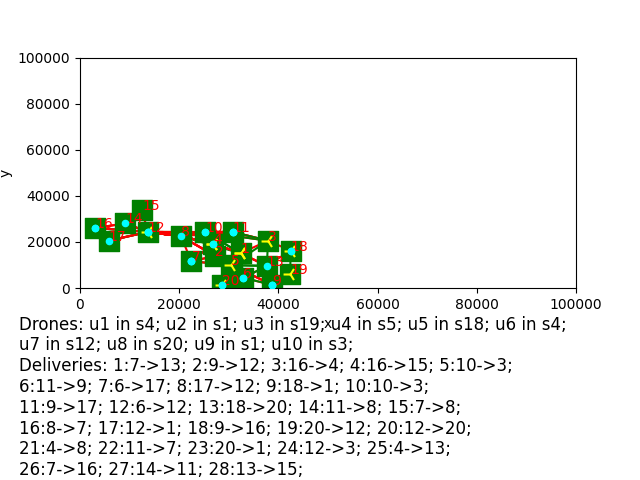 100000
80000
60000
40000
20000
0
y
0 20000 40000 60000 80000 100000
x
Drones: u1 in s4; u2 in s1; u3 in s19; u4 in s5; u5 in s18; u6 in s4;
u7 in s12; u8 in s20; u9 in s1; u10 in s3;
Deliveries: 1:7->13; 2:9->12; 3:16->4; 4:16->15; 5:10->3;
6:11->9; 7:6->17; 8:17->12; 9:18->1; 10:10->3;
11:9->17; 12:6->12; 13:18->20; 14:11->8; 15:7->8;
16:8->7; 17:12->1; 18:9->16; 19:20->12; 20:12->20;
21:4->8; 22:11->7; 23:20->1; 24:12->3; 25:4->13;
26:7->16; 27:14->11; 28:13->15;